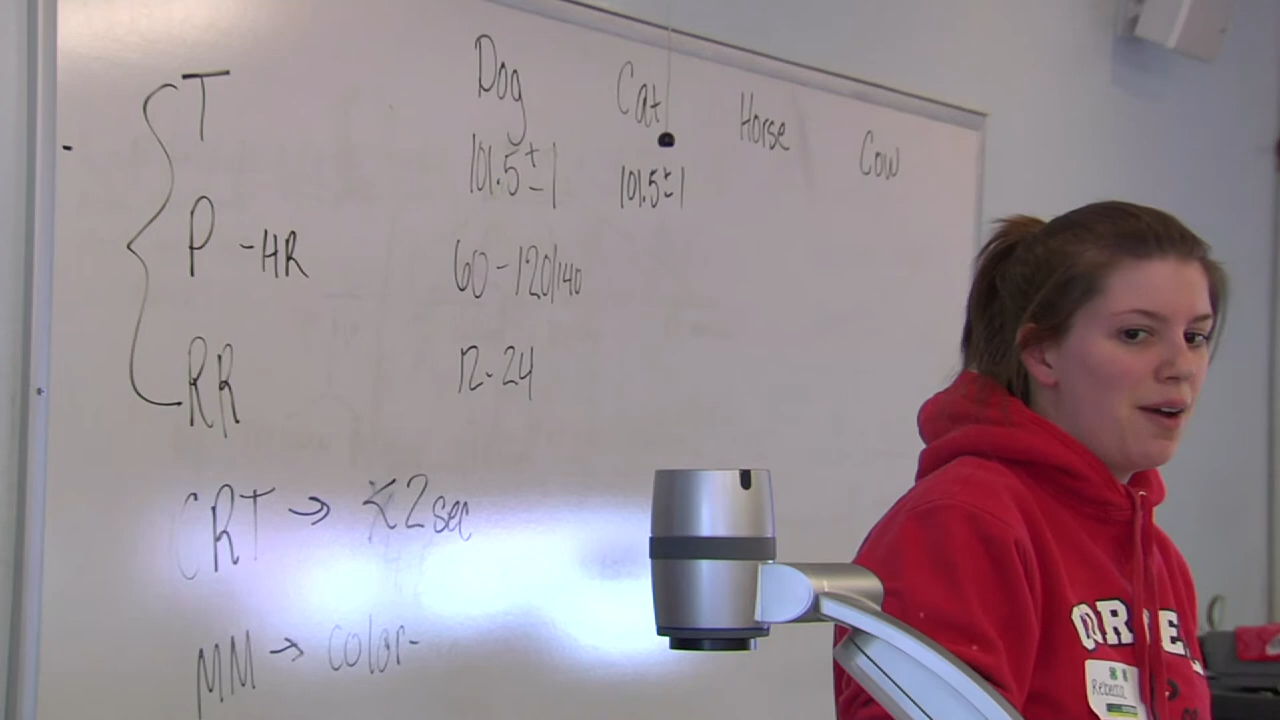 Dog Cat Horse Cow
T 101.5 ± 1 101.5 ± 1
P - HR 60 - 120/140
RR 12 - 24
CRT → < 2 sec
MM → color -
Rebecca